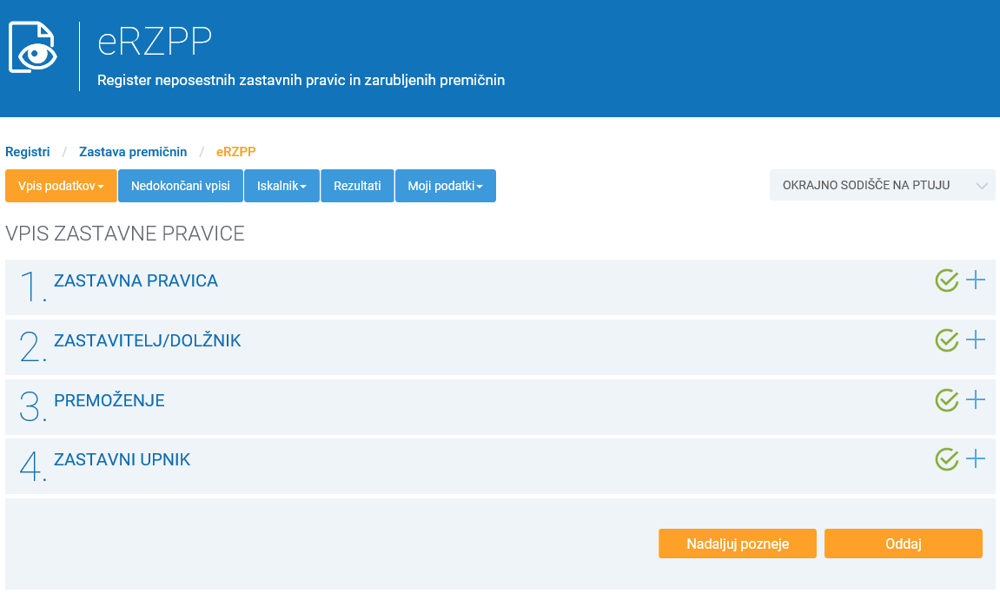 eRZPP
Register neposestnih zastavnih pravic in zarubljenih premičnin
Registri / Zastava premičnin / eRZPP
Vpis podatkov Nedokončani vpisi Iskalnik Rezultati Moji podatki OKRAJNO SODIŠČE NA PTUJU
VPIS ZASTAVNE PRAVICE
1. ZASTAVNA PRAVICA
2. ZASTAVITELJ/DOLŽNIK
3. PREMOŽENJE
4. ZASTAVNI UPNIK
Nadaljuj pozneje Oddaj